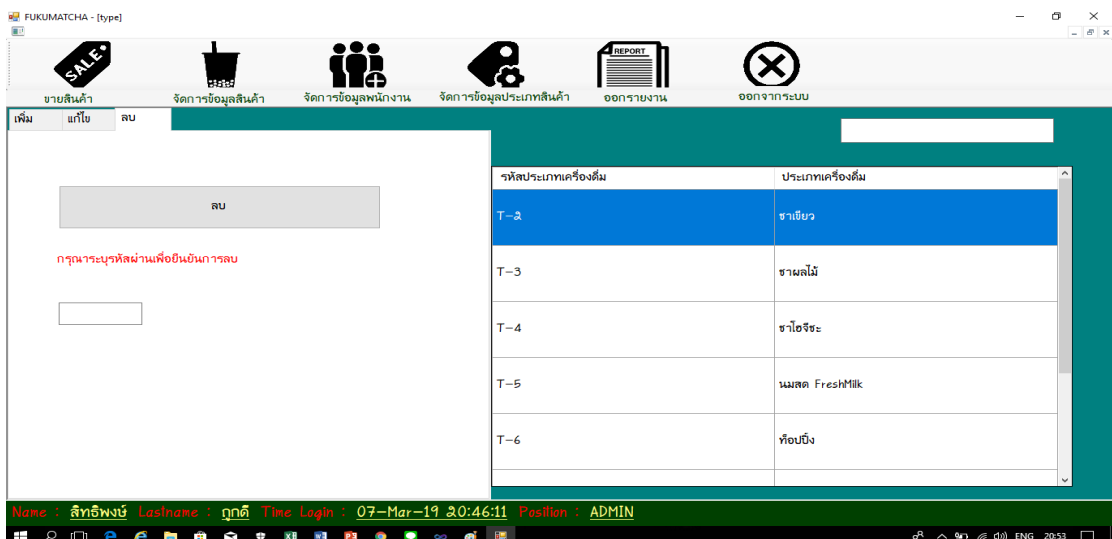 FUKUMATCHA - [type]
SALE
REPORT
ขายสินค้า จัดการข้อมูลสินค้า จัดการข้อมูลพนักงาน จัดการข้อมูลประเภทสินค้า ออกรายงาน ออกจากระบบ
เพิ่ม แก้ไข ลบ
รหัสประเภทเครื่องดื่ม ประเภทเครื่องดื่ม
ลบ
T-2 ชาเขียว
กรุณาระบุรหัสผ่านเพื่อยืนยันการลบ
T-3 ชาผลไม้
T-4 ชาโฮจิชะ
T-5 นมสด FreshMilk
T-6 ท็อปปิ้ง
Name : สิทธิพงษ์ Lastname : ถูกดี Time Login : 07-Mar-19 20:46:11 Position : ADMIN
ENG 20:53